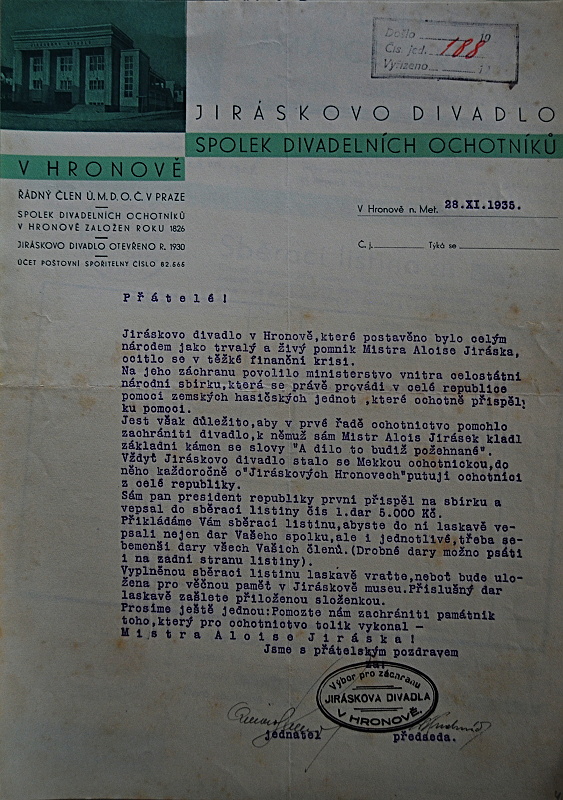 JIRÁSKOVO DIVADLO
Došlo 19
Čís. jed. 188
Vyřízeno
JIRÁSKOVO DIVADLO
SPOLEK DIVADELNÍCH OCHOTNÍKŮ
V HRONOVĚ
ŘÁDNÝ ČLEN Ú.M.D.O.Č. V PRAZE
SPOLEK DIVADELNÍCH OCHOTNÍKŮ
V HRONOVĚ ZALOŽEN ROKU 1826
JIRÁSKOVO DIVADLO OTEVŘENO R. 1930
ÚČET POŠTOVNÍ SPOŘITELNY ČÍSLO 82.565
V Hronově n. Met. 28.XI.1935.
Č. j. Týká se
Přátelé!
Jiráskovo divadlo v Hronově,které postavěno bylo celým
národem jako trvalý a živý pomník Mistra Aloise Jiráska,
ocitlo se v těžké finanční krisi.
Na jeho záchranu povolilo ministerstvo vnitra celostátní
národní sbírku,která se právě provádí v celé republice
pomocí zemských hasičských jednot ,které ochotně přispěly
ku pomoci.
Jest však důležito,aby v prvé řadě ochotnictvo pomohlo
zachrániti divadlo,k němuž sám Mistr Alois Jirásek kladl
základní kámen se slovy "A dílo to budiž požehnané".
Vždyť Jiráskovo divadlo stalo se Mekkou ochotnickou,do
něho každoročně o"Jiráskových Hronovech"putují ochotníci
z celé republiky.
Sám pan president republiky první přispěl na sbírku a
vepsal do sběrací listiny čís 1.dar 5.000 Kč.
Přikládáme Vám sběrací listinu,abyste do ní laskavě ve-
psali nejen dar Vašeho spolku,ale i jednotlivé,třeba se-
bemenší dary všech Vašich členů.(Drobné dary možno psáti
i na zadní stranu listiny).
Vyplněnou sběrací listinu laskavě vraťte,neboť bude ulo-
žena pro věčnou paměť v Jiráskově museu.Příslušný dar
laskavě zašlete přiloženou složenkou.
Prosíme ještě jednou:Pomozte nám zachrániti památník
toho,který pro ochotnictvo tolik vykonal –
Mistra Aloise Jiráska!
Jsme s přátelským pozdravem
za:
Výbor pro záchranu
JIRÁSKOVA DIVADLA
V HRONOVĚ.
jednatel předseda.